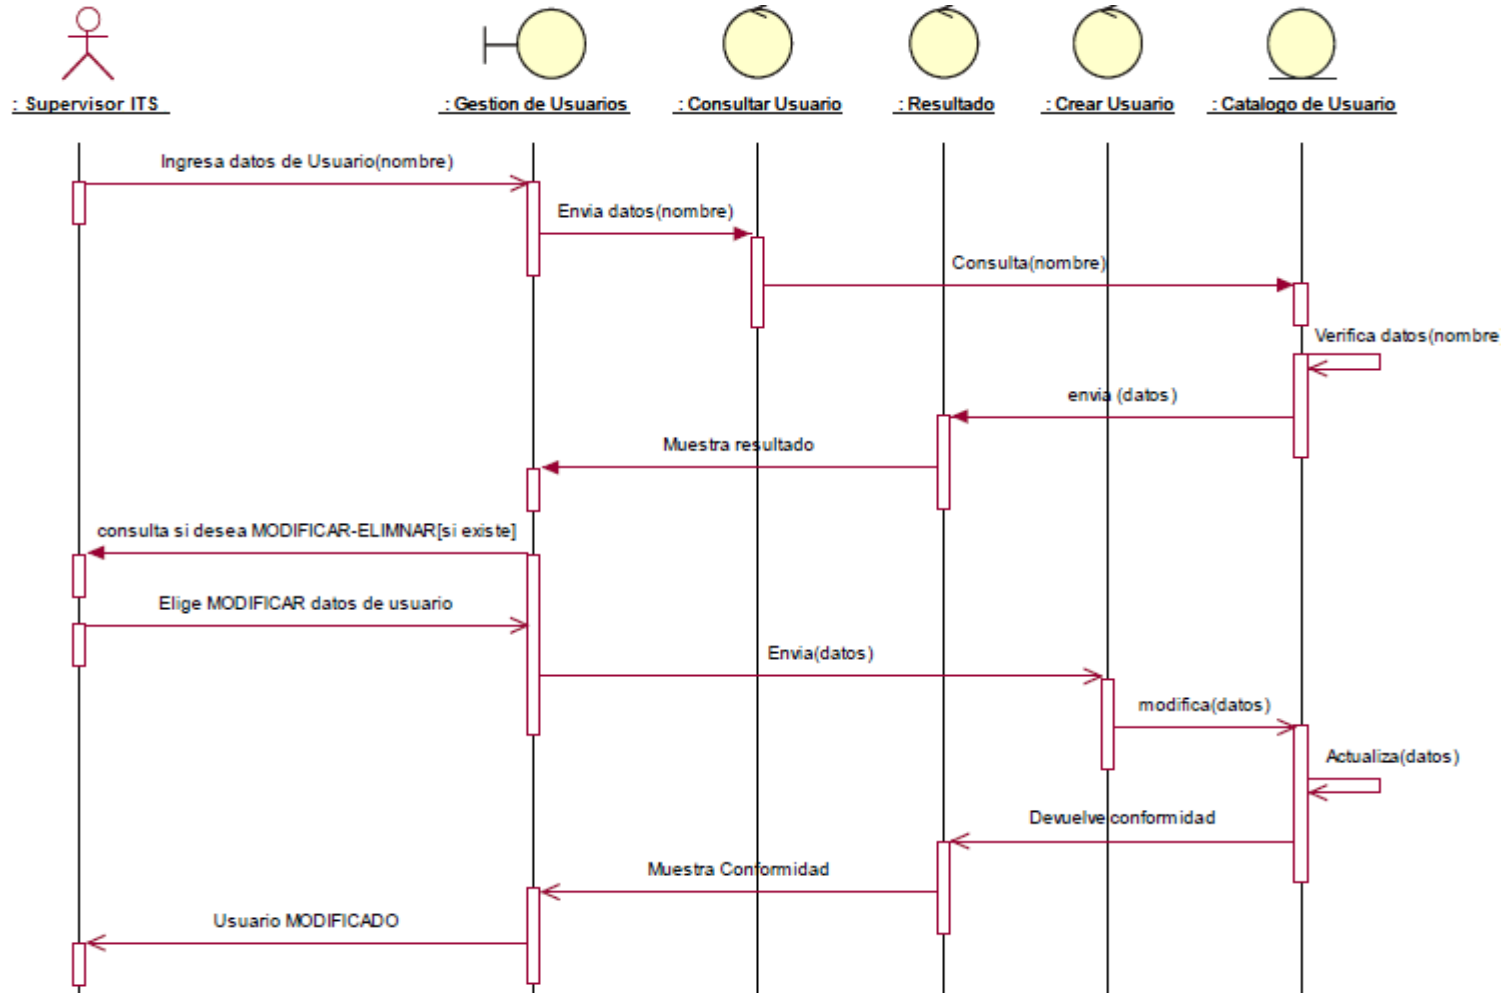 : Supervisor ITS
: Gestion de Usuarios
: Consultar Usuario
: Resultado
: Crear Usuario
: Catalogo de Usuario
Ingresa datos de Usuario(nombre)
Envia datos(nombre)
Consulta(nombre)
Verifica datos(nombre
envia (datos)
Muestra resultado
consulta si desea MODIFICAR-ELIMNAR[si existe]
Elige MODIFICAR datos de usuario
Envia(datos)
modifica(datos)
Actualiza(datos)
Devuelve conformidad
Muestra Conformidad
Usuario MODIFICADO